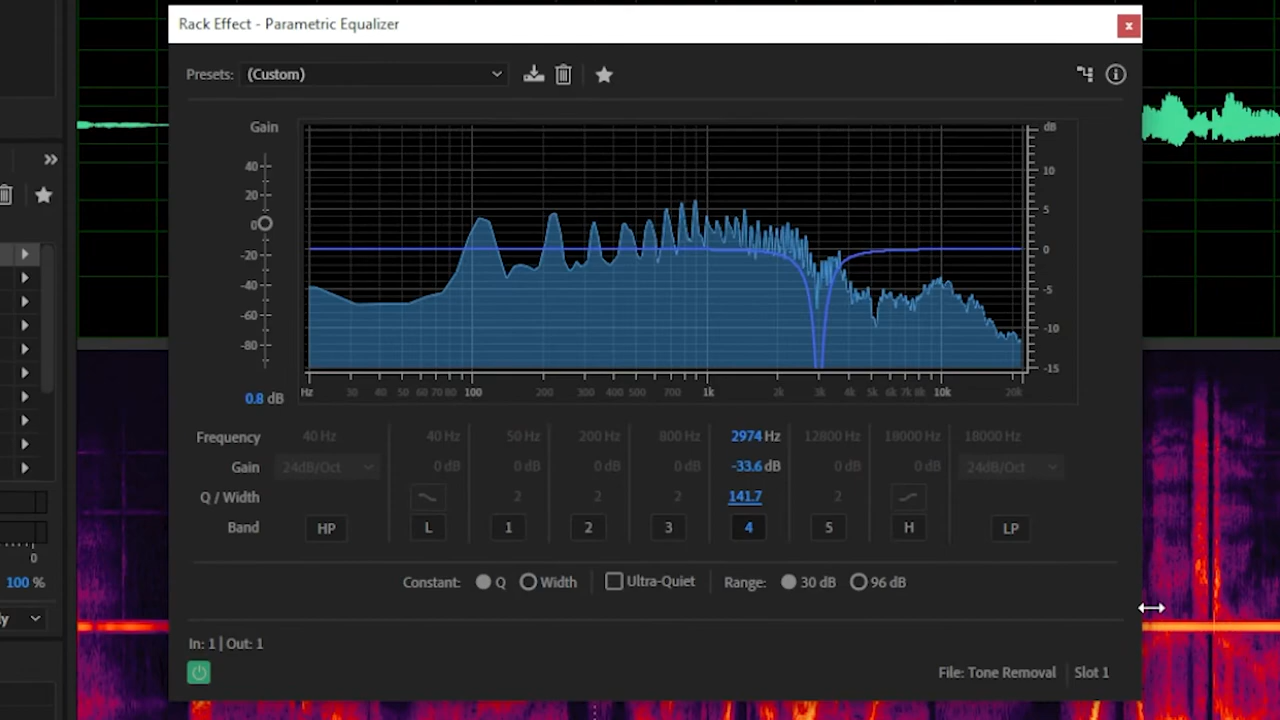 Rack Effect - Parametric Equalizer
x
Presets: (Custom)
Gain
dB
40
20
0
-20
-40
-60
-80
10
5
0
-5
-10
-15
Hz 30 40 50 60 70 80 100 200 300 400 500 700 1k 2k 3k 4k 5k 6k 7k 8k 10k 20k
0.8 dB
Frequency 40 Hz 40 Hz 50 Hz 200 Hz 800 Hz 2974 Hz 12800 Hz 18000 Hz 18000 Hz
Gain 24dB/Oct 0 dB 0 dB 0 dB 0 dB -33.6 dB 0 dB 0 dB 24dB/Oct
Q / Width 2 2 2 141.7 2
Band HP L 1 2 3 4 5 H LP
Constant: Q Width Ultra-Quiet Range: 30 dB 96 dB
In: 1 | Out: 1
File: Tone Removal Slot 1
0
100 %
ly